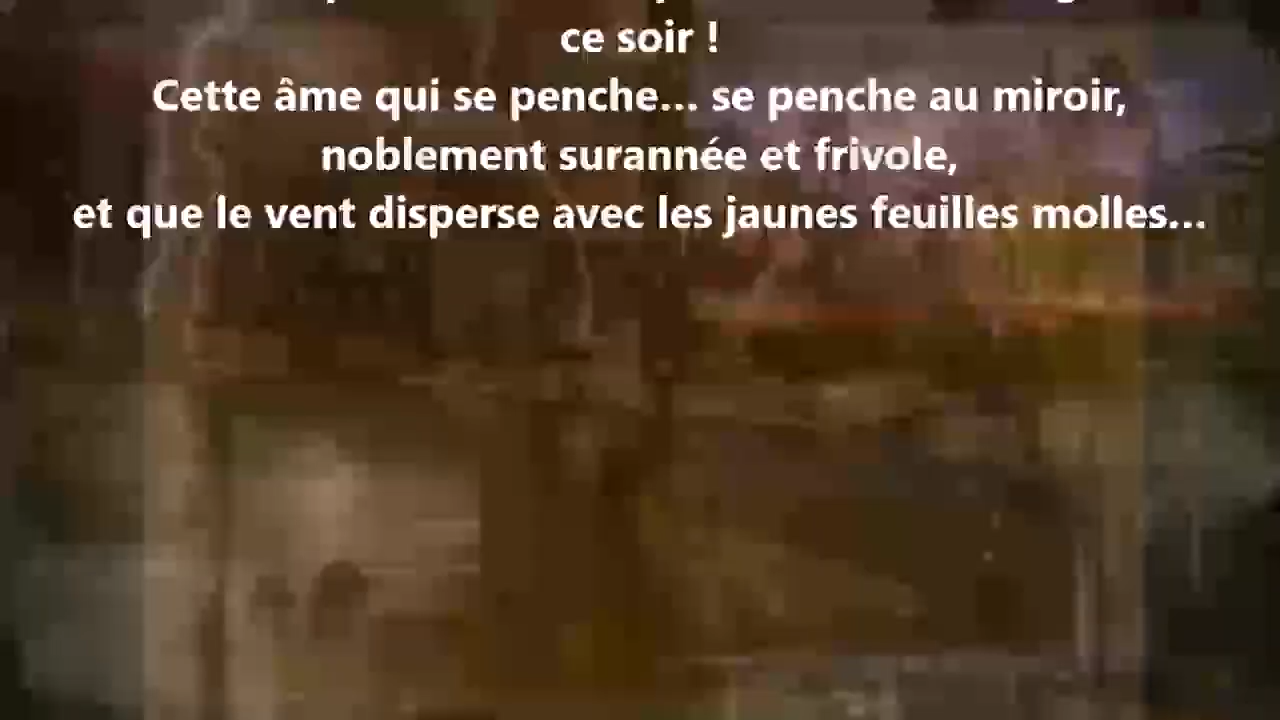 ce soir !
Cette âme qui se penche... se penche au miroir,
noblement surannée et frivole,
et que le vent disperse avec les jaunes feuilles molles...